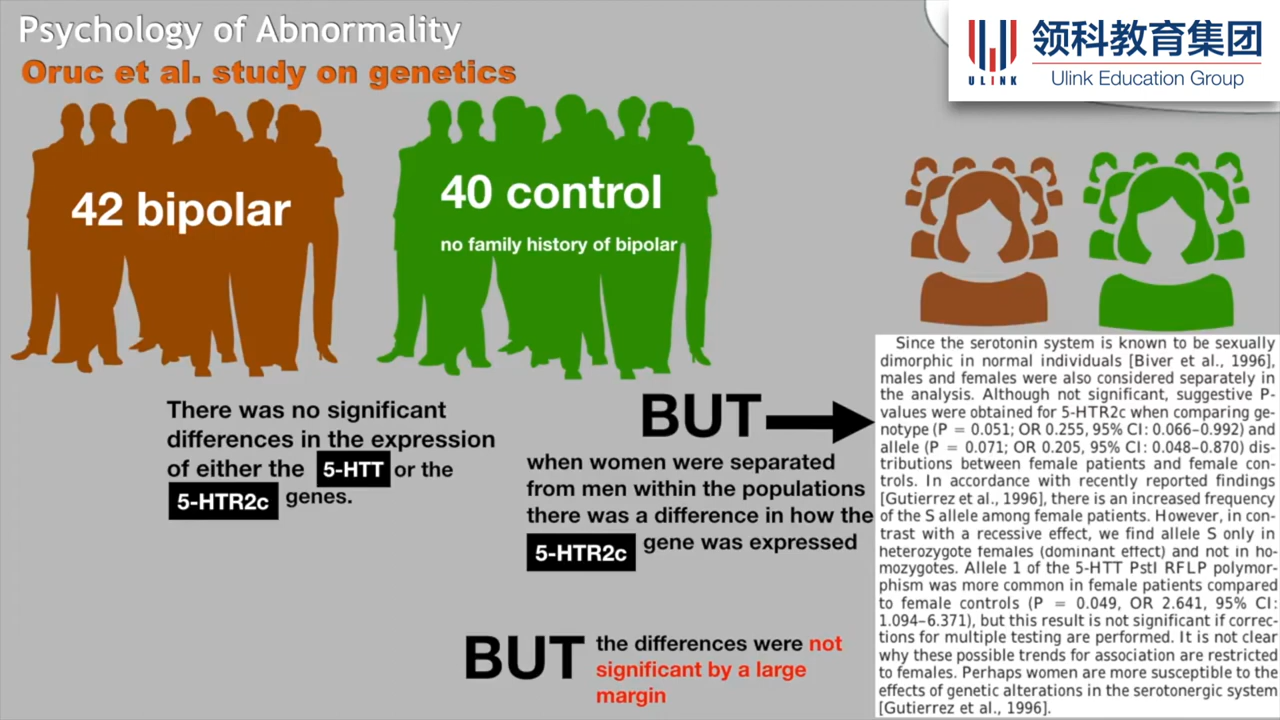 Psychology of Abnormality
Oruc et al. study on genetics
ULINK
领科教育集团
Ulink Education Group
42 bipolar
40 control
no family history of bipolar
There was no significant
differences in the expression
of either the 5-HTT or the
5-HTR2c genes.
BUT
when women were separated
from men within the populations
there was a difference in how the
5-HTR2c gene was expressed
BUT the differences were not
significant by a large
margin
Since the serotonin system is known to be sexually
dimorphic in normal individuals [Biver et al., 1996],
males and females were also considered separately in
the analysis. Although not significant, suggestive P-
values were obtained for 5-HTR2c when comparing ge-
notype (P = 0.051; OR 0.255, 95% CI: 0.066–0.992) and
allele (P = 0.071; OR 0.205, 95% CI: 0.048–0.870) dis-
tributions between female patients and female con-
trols. In accordance with recently reported findings
[Gutierrez et al., 1996], there is an increased frequency
of the S allele among female patients. However, in con-
trast with a recessive effect, we find allele S only in
heterozygote females (dominant effect) and not in ho-
mozygotes. Allele 1 of the 5-HTT PstI RFLP polymor-
phism was more common in female patients compared
to female controls (P = 0.049, OR 2.641, 95% CI:
1.094–6.371), but this result is not significant if correc-
tions for multiple testing are performed. It is not clear
why these possible trends for association are restricted
to females. Perhaps women are more susceptible to the
effects of genetic alterations in the serotonergic system
[Gutierrez et al., 1996].